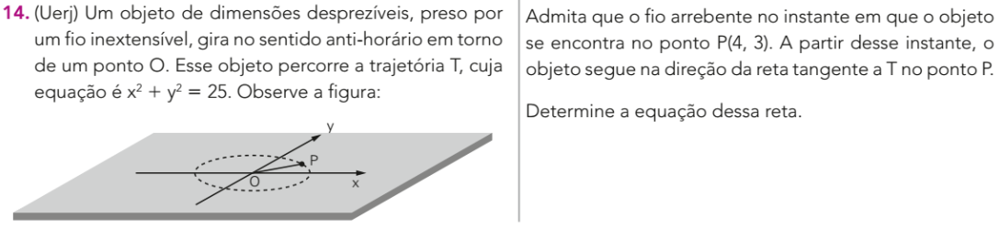 14. (Uerj) Um objeto de dimensões desprezíveis, preso por
um fio inextensível, gira no sentido anti-horário em torno
de um ponto O. Esse objeto percorre a trajetória T, cuja
equação é x² + y² = 25. Observe a figura:
y
P
O
x
Admita que o fio arrebente no instante em que o objeto
se encontra no ponto P(4, 3). A partir desse instante, o
objeto segue na direção da reta tangente a T no ponto P.
Determine a equação dessa reta.